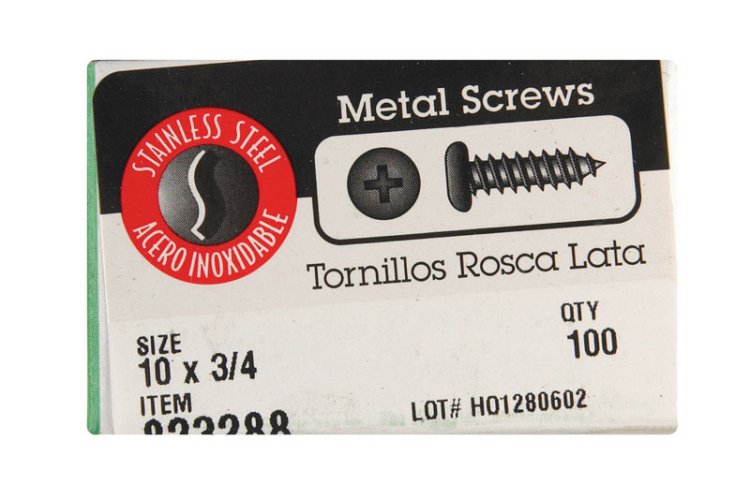 Metal Screws
STAINLESS STEEL
ACERO INOXIDABLE
Tornillos Rosca Lata
SIZE
10 x 3/4
QTY
100
ITEM
LOT# HO1280602